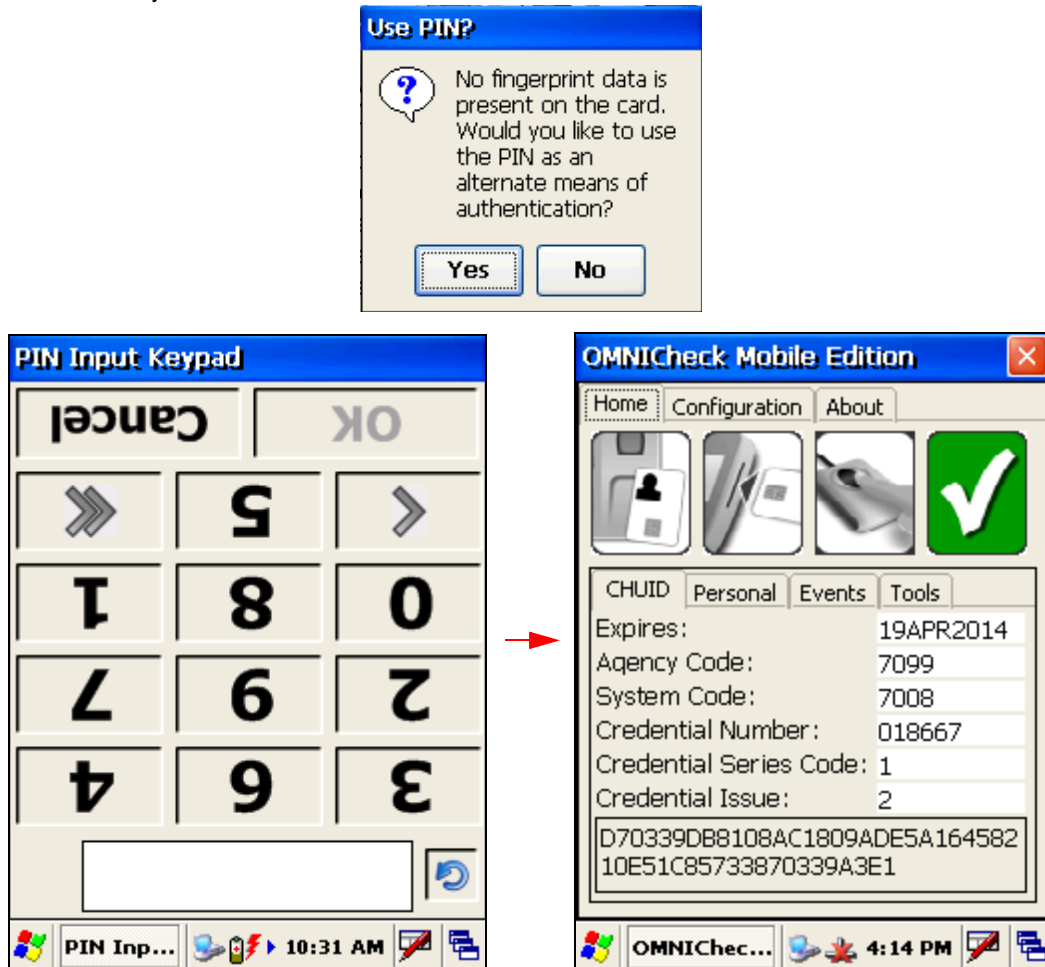 Use PIN?
No fingerprint data is
present on the card.
Would you like to use
the PIN as an
alternate means of
authentication?
Yes No
PIN Input Keypad
Cancel OK
5
1 8 0
7 9 2
4 6 3
PIN Inp... 10:31 AM
OMNICheck Mobile Edition
Home Configuration About
CHUID Personal Events Tools
Expires: 19APR2014
Agency Code: 7099
System Code: 7008
Credential Number: 018667
Credential Series Code: 1
Credential Issue: 2
D70339DB8108AC1809ADE5A164582
10E51C85733870339A3E1
OMNIChec... 4:14 PM